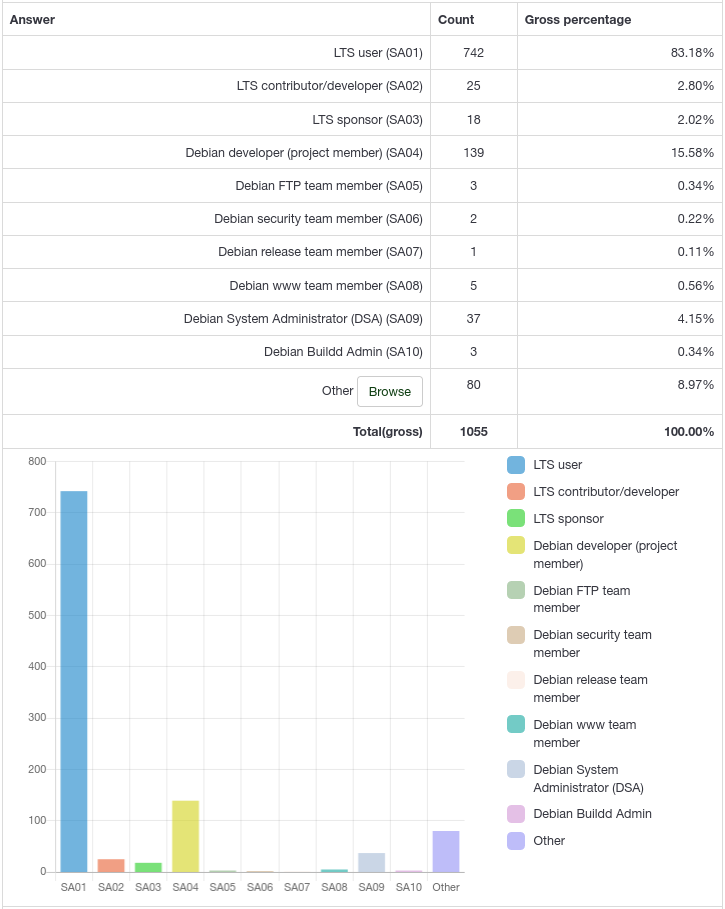 Answer Count Gross percentage
LTS user (SA01) 742 83.18%
LTS contributor/developer (SA02) 25 2.80%
LTS sponsor (SA03) 18 2.02%
Debian developer (project member) (SA04) 139 15.58%
Debian FTP team member (SA05) 3 0.34%
Debian security team member (SA06) 2 0.22%
Debian release team member (SA07) 1 0.11%
Debian www team member (SA08) 5 0.56%
Debian System Administrator (DSA) (SA09) 37 4.15%
Debian Buildd Admin (SA10) 3 0.34%
Other Browse 80 8.97%
Total(gross) 1055 100.00%
800
700
600
500
400
300
200
100
0
SA01 SA02 SA03 SA04 SA05 SA06 SA07 SA08 SA09 SA10 Other
LTS user
LTS contributor/developer
LTS sponsor
Debian developer (project
member)
Debian FTP team
member
Debian security team
member
Debian release team
member
Debian www team
member
Debian System
Administrator (DSA)
Debian Buildd Admin
Other